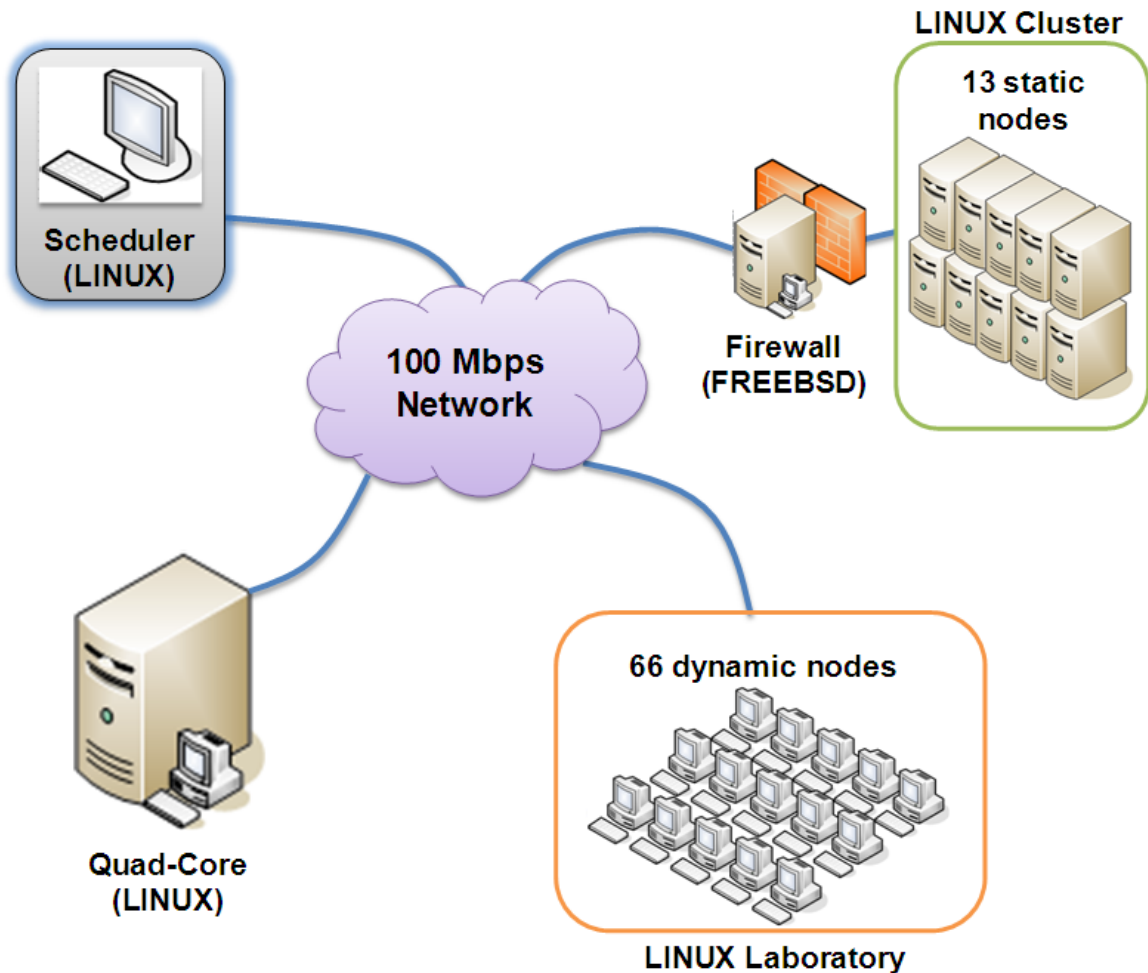 LINUX Cluster
13 static
nodes
Scheduler
(LINUX)
Firewall
(FREEBSD)
100 Mbps
Network
66 dynamic nodes
Quad-Core
(LINUX)
LINUX Laboratory